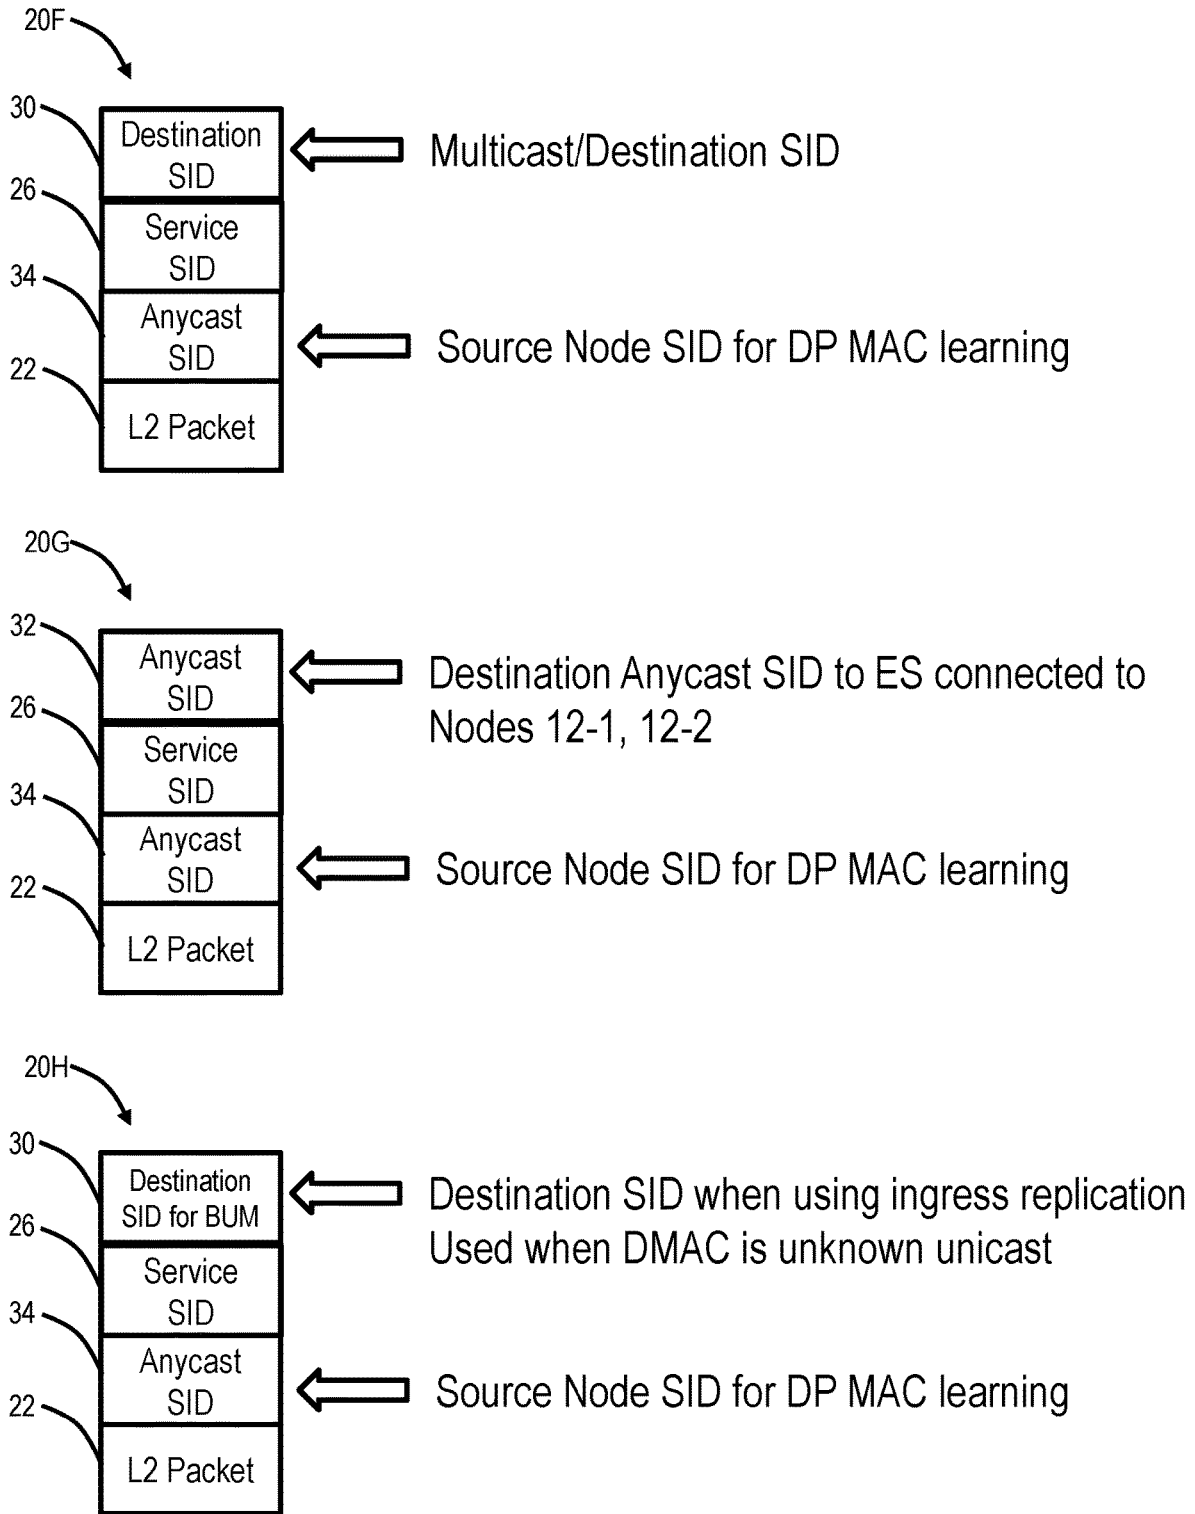 20F
30
Destination
SID
Multicast/Destination SID
26
Service
SID
34
Anycast
SID
Source Node SID for DP MAC learning
22
L2 Packet
20G
32
Anycast
SID
Destination Anycast SID to ES connected to
Nodes 12-1, 12-2
26
Service
SID
34
Anycast
SID
Source Node SID for DP MAC learning
22
L2 Packet
20H
30
Destination
SID for BUM
Destination SID when using ingress replication
Used when DMAC is unknown unicast
26
Service
SID
34
Anycast
SID
Source Node SID for DP MAC learning
22
L2 Packet